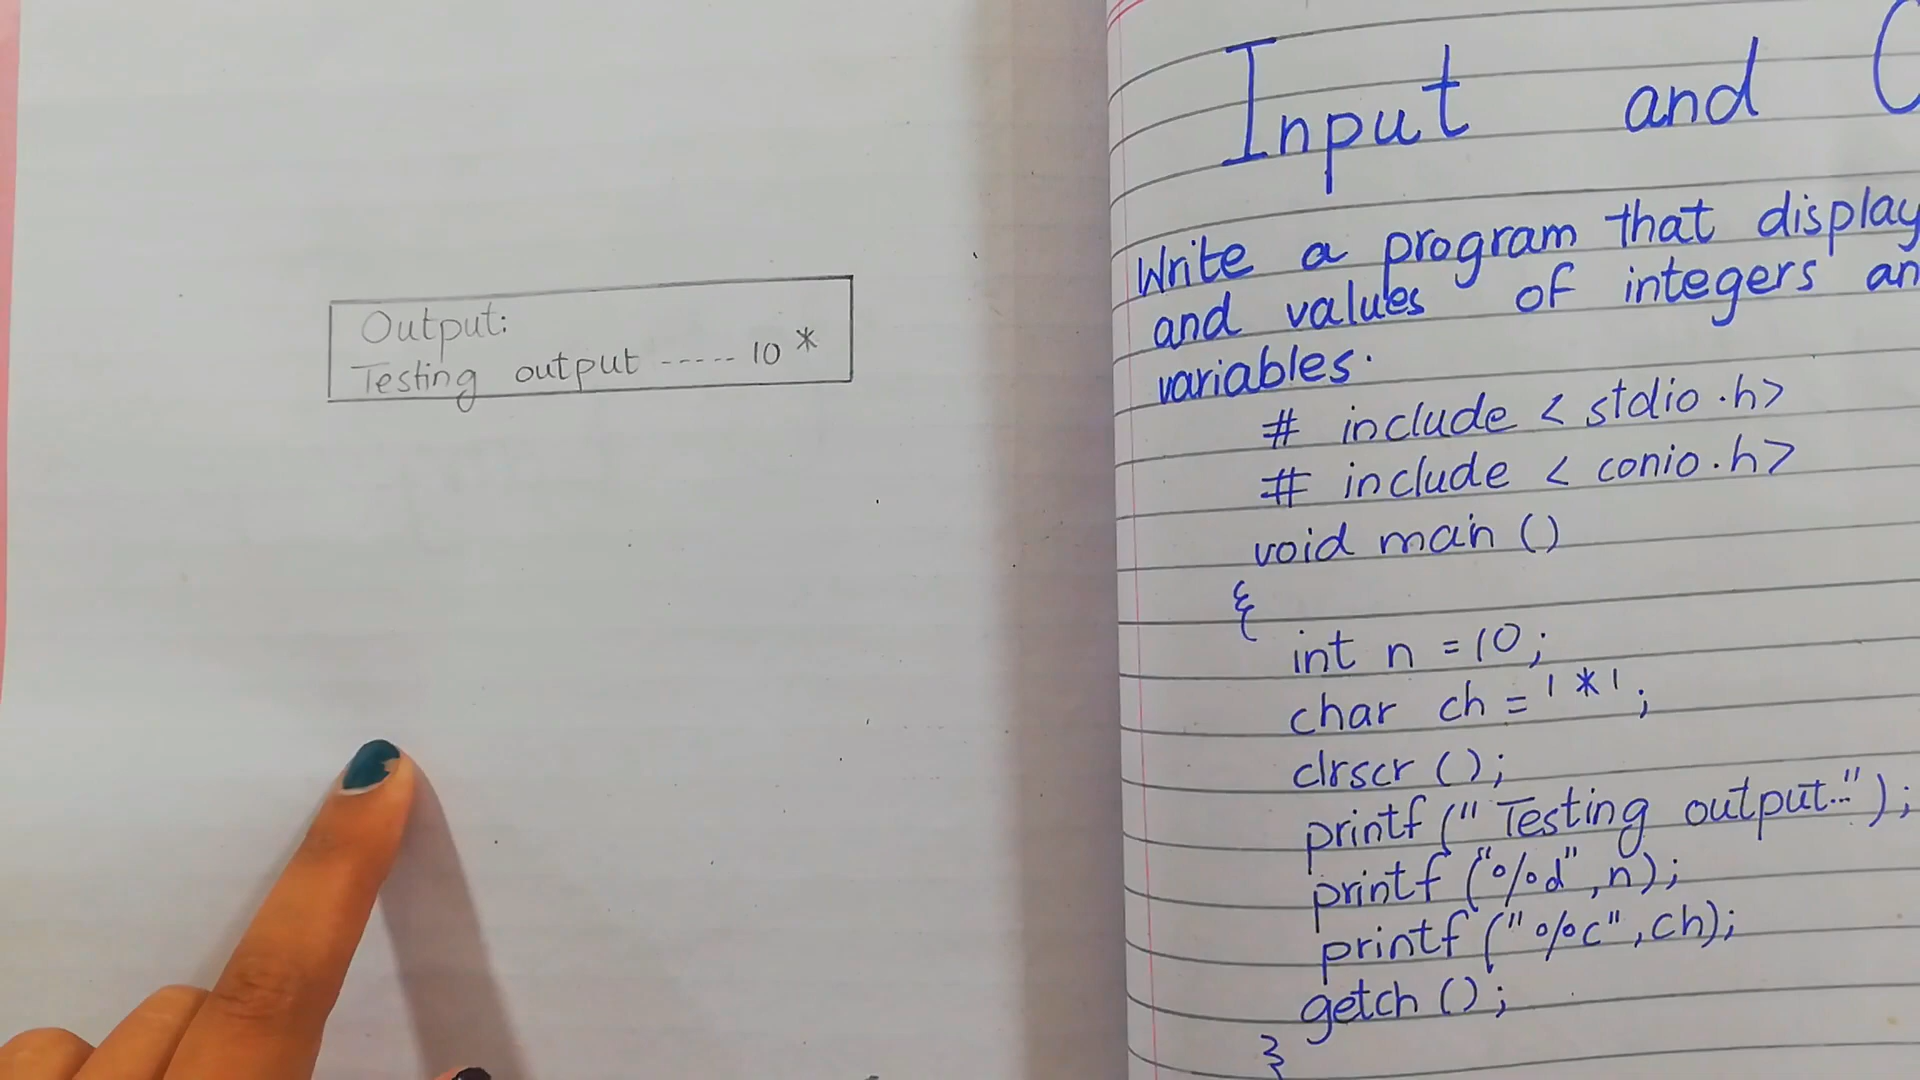 Output:
Testing output ----- 10 *
Input and
Write a program that display
and values of integers an
variables.
# include < stdio.h>
# include < conio.h>
void main ()
{
int n = 10;
char ch = '*';
clrscr ();
printf (" Testing output..." );
printf ("%d" ,n);
printf ("%c" ,ch);
getch ();
}